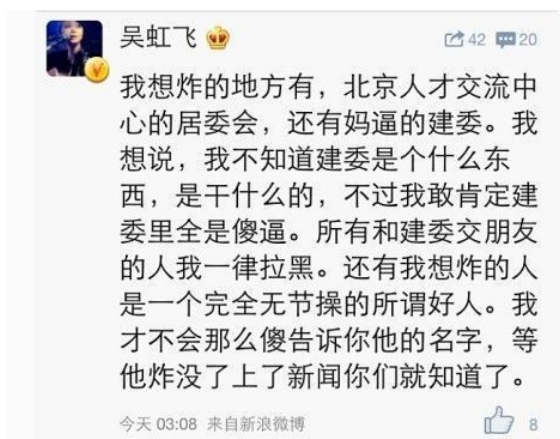 吴虹飞
42 20
我想炸的地方有，北京人才交流中
心的居委会，还有妈逼的建委。我
想说，我不知道建委是个什么东
西，是干什么的，不过我敢肯定建
委里全是傻逼。所有和建委交朋友
的人我一律拉黑。还有我想炸的人
是一个完全无节操的所谓好人。我
才不会那么傻告诉你他的名字，等
他炸没了上了新闻你们就知道了。
今天 03:08 来自新浪微博
8